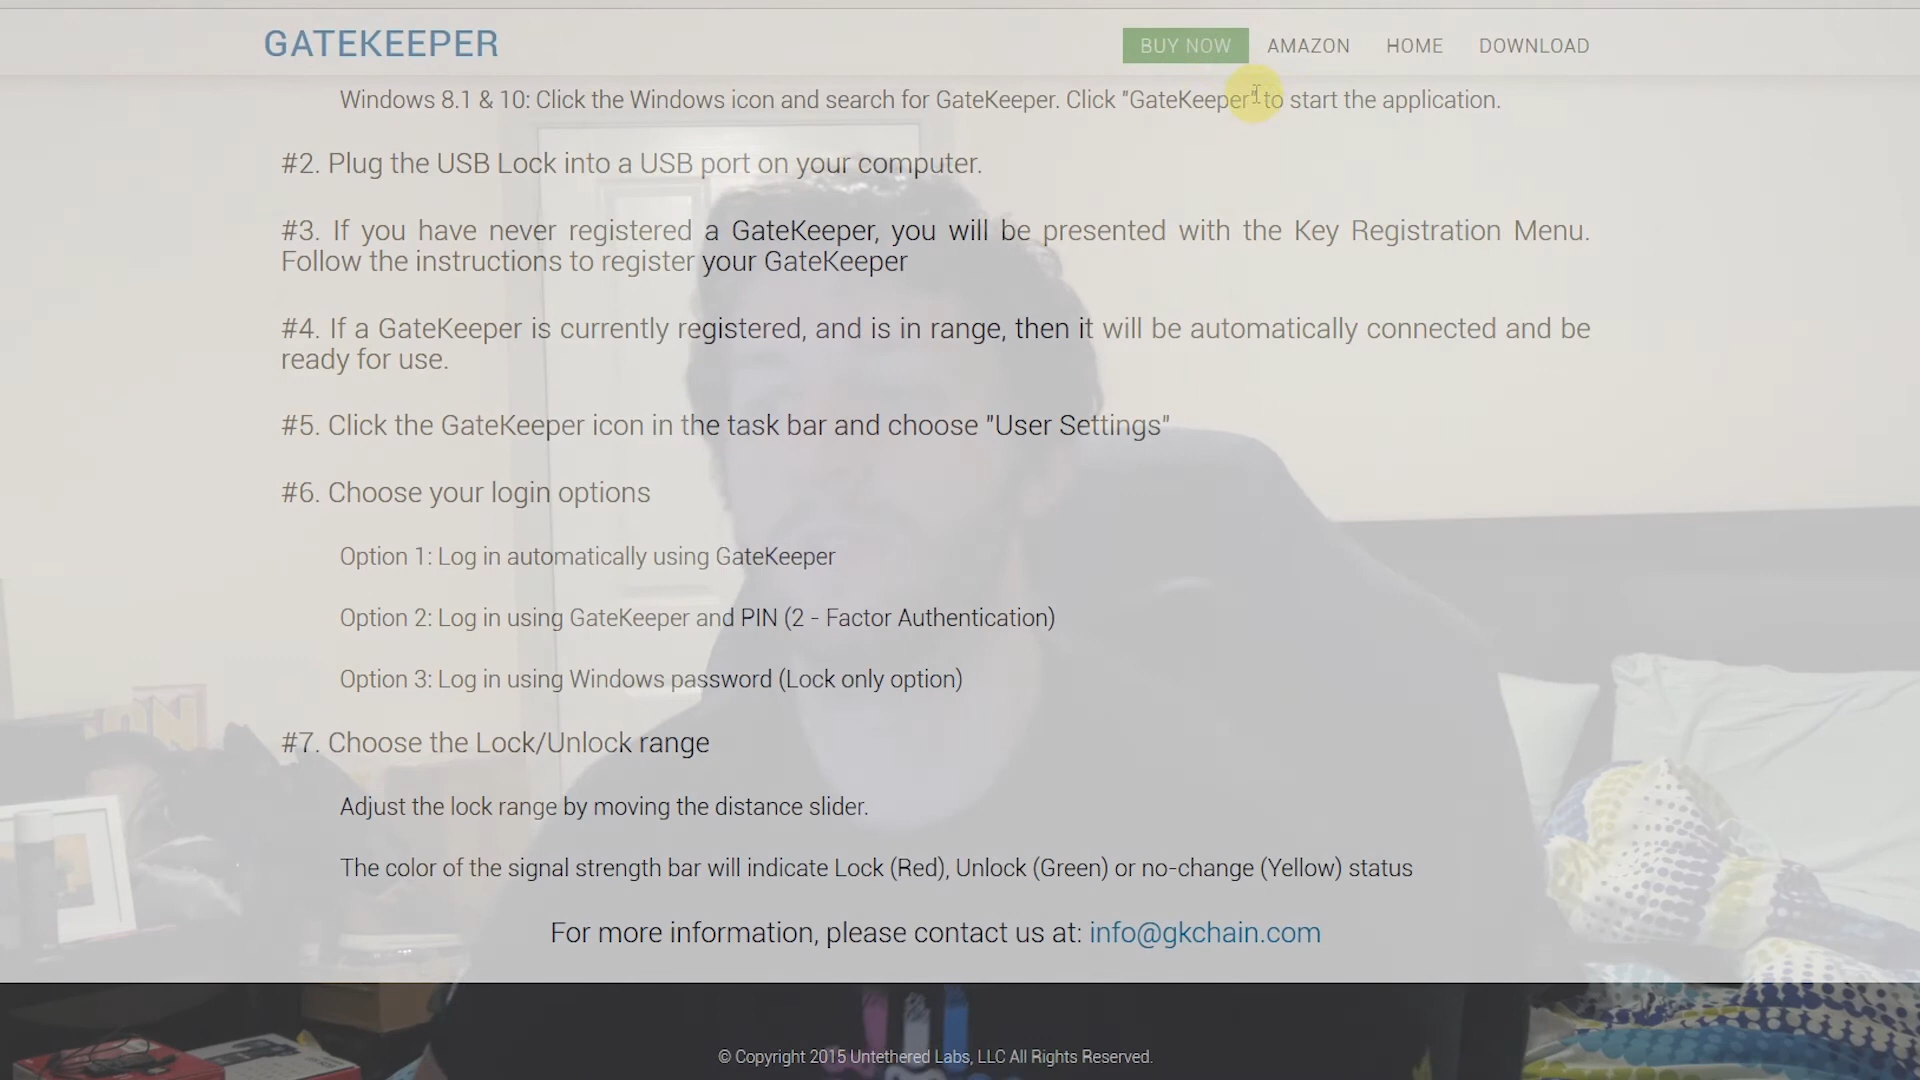 GATEKEEPER
BUY NOW AMAZON HOME DOWNLOAD
Windows 8.1 & 10: Click the Windows icon and search for GateKeeper. Click "GateKeeper" to start the application.
#2. Plug the USB Lock into a USB port on your computer.
#3. If you have never registered a GateKeeper, you will be presented with the Key Registration Menu.
Follow the instructions to register your GateKeeper
#4. If a GateKeeper is currently registered, and is in range, then it will be automatically connected and be
ready for use.
#5. Click the GateKeeper icon in the task bar and choose "User Settings"
#6. Choose your login options
Option 1: Log in automatically using GateKeeper
Option 2: Log in using GateKeeper and PIN (2 - Factor Authentication)
Option 3: Log in using Windows password (Lock only option)
#7. Choose the Lock/Unlock range
Adjust the lock range by moving the distance slider.
The color of the signal strength bar will indicate Lock (Red), Unlock (Green) or no-change (Yellow) status
For more information, please contact us at: info@gkchain.com
© Copyright 2015 Untethered Labs, LLC All Rights Reserved.